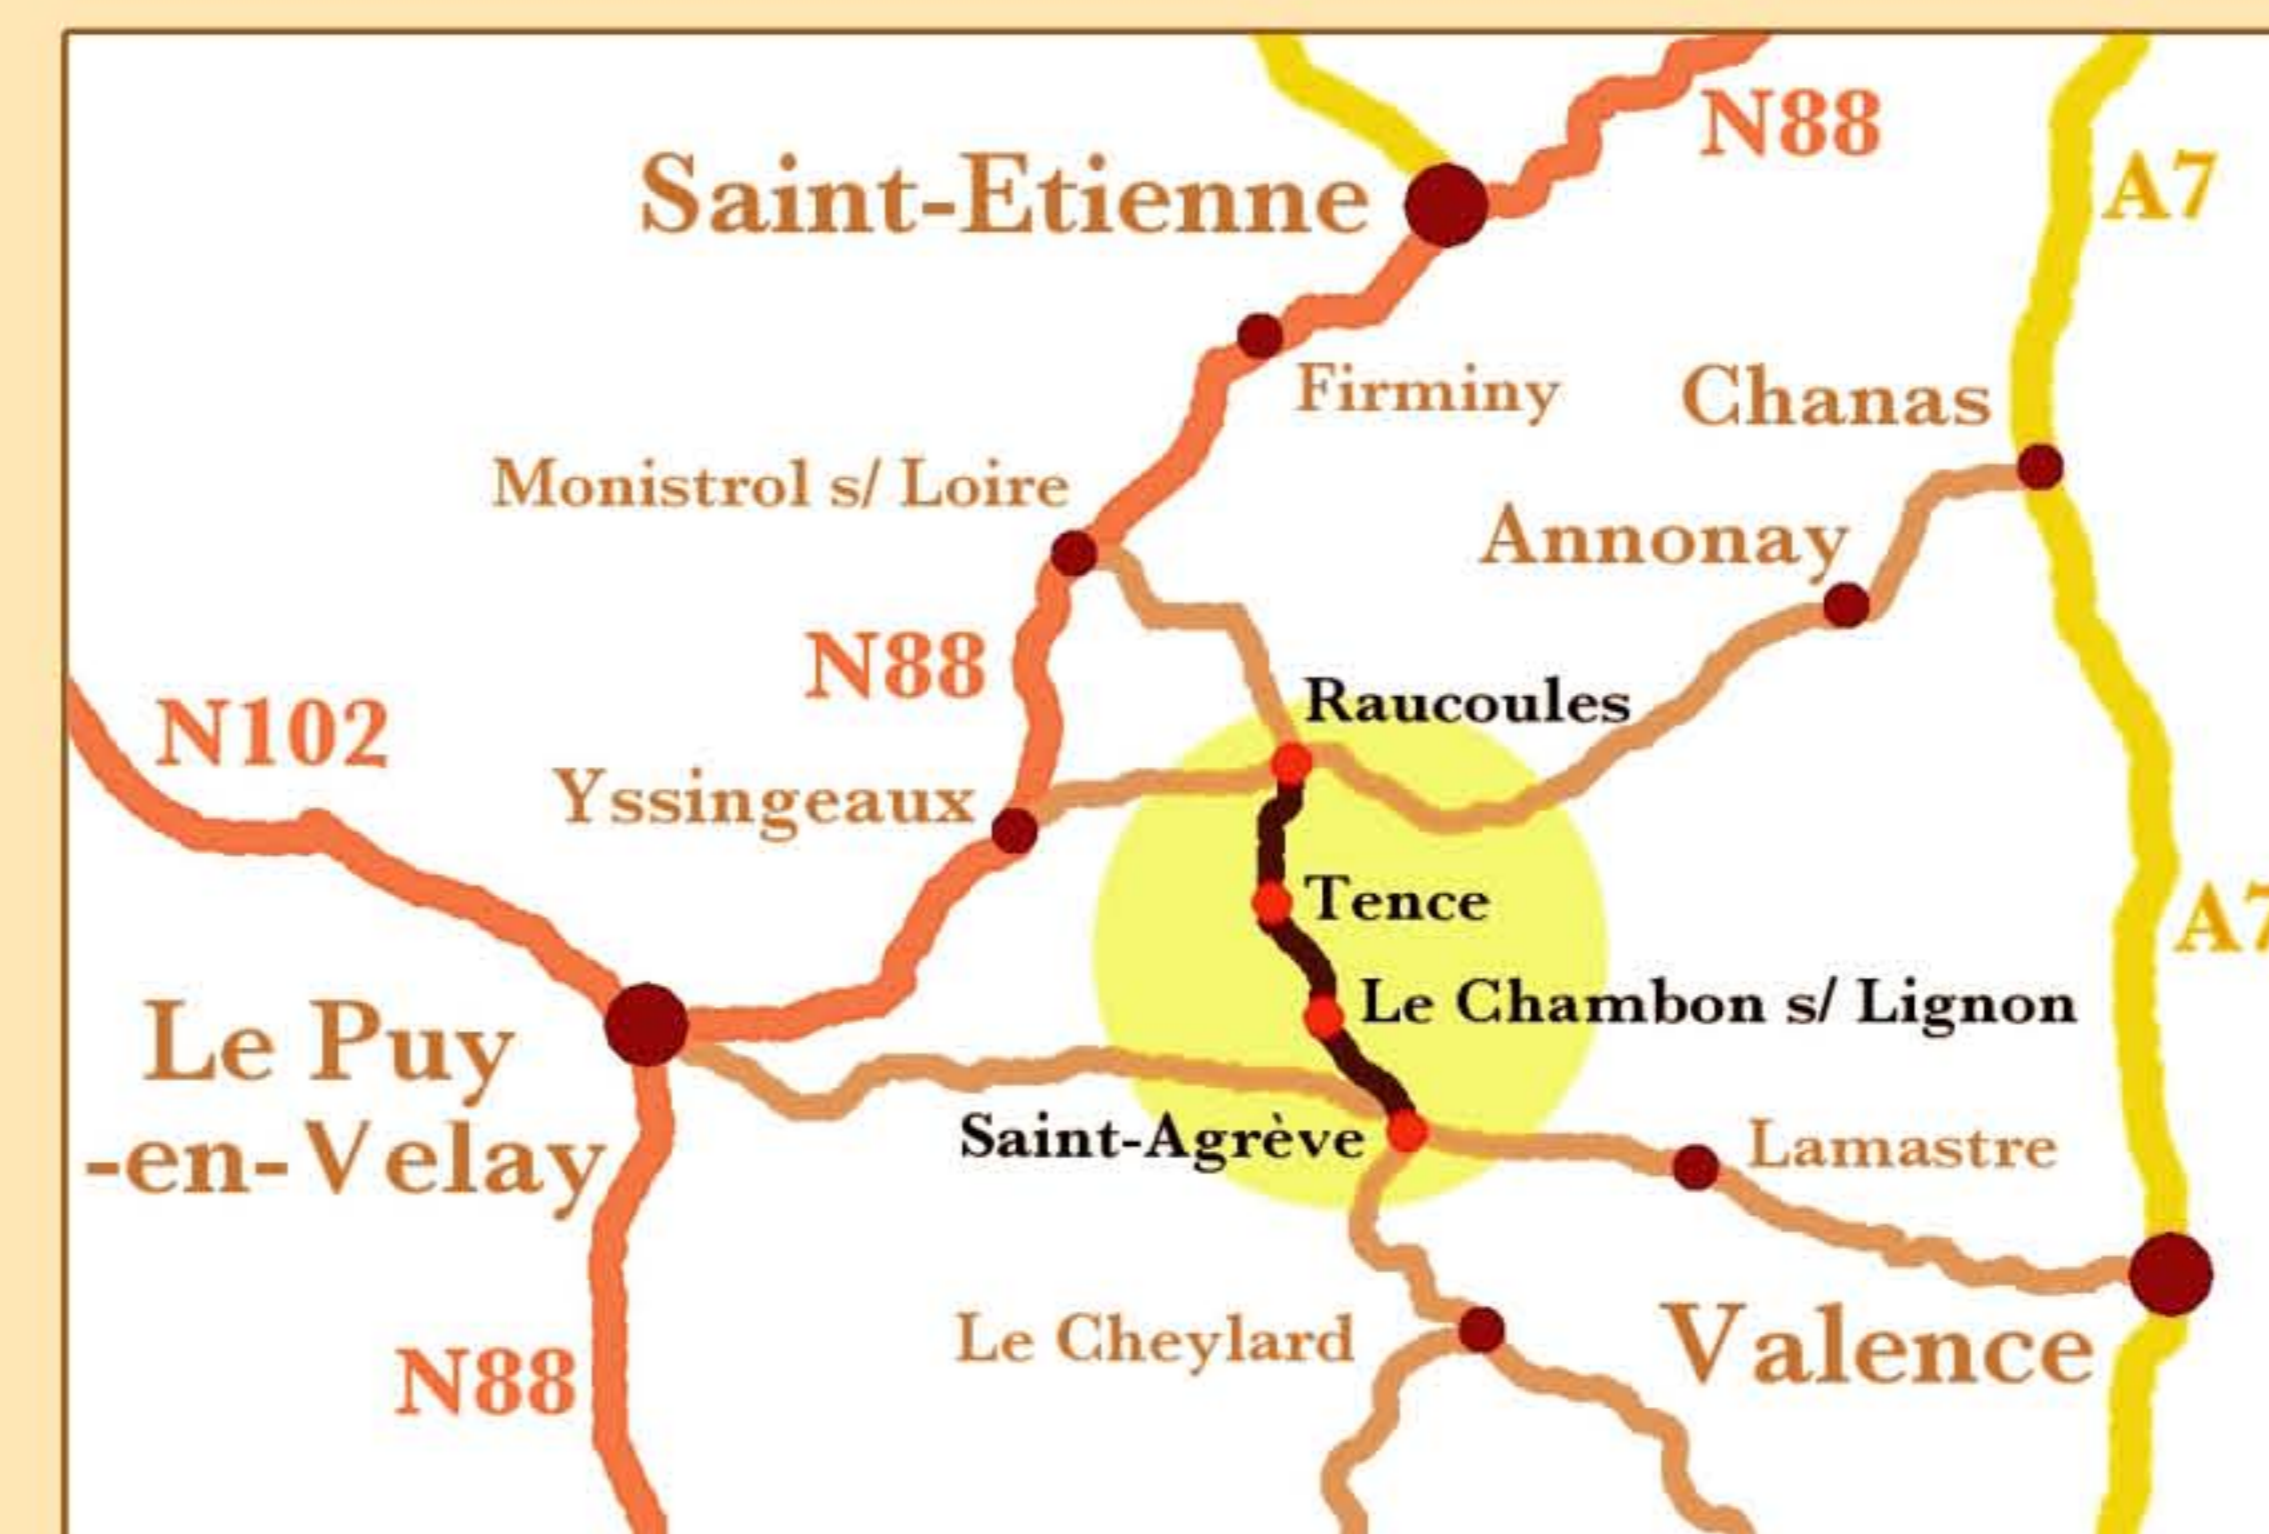 N88
A7
Saint-Etienne
Firminy
Chanas
Monistrol s/ Loire
Annonay
N88
Raucoules
N102
Yssingeaux
Tence
A7
Le Chambon s/ Lignon
Le Puy
-en-Velay
Saint-Agrève
Lamastre
Le Cheylard
Valence
N88